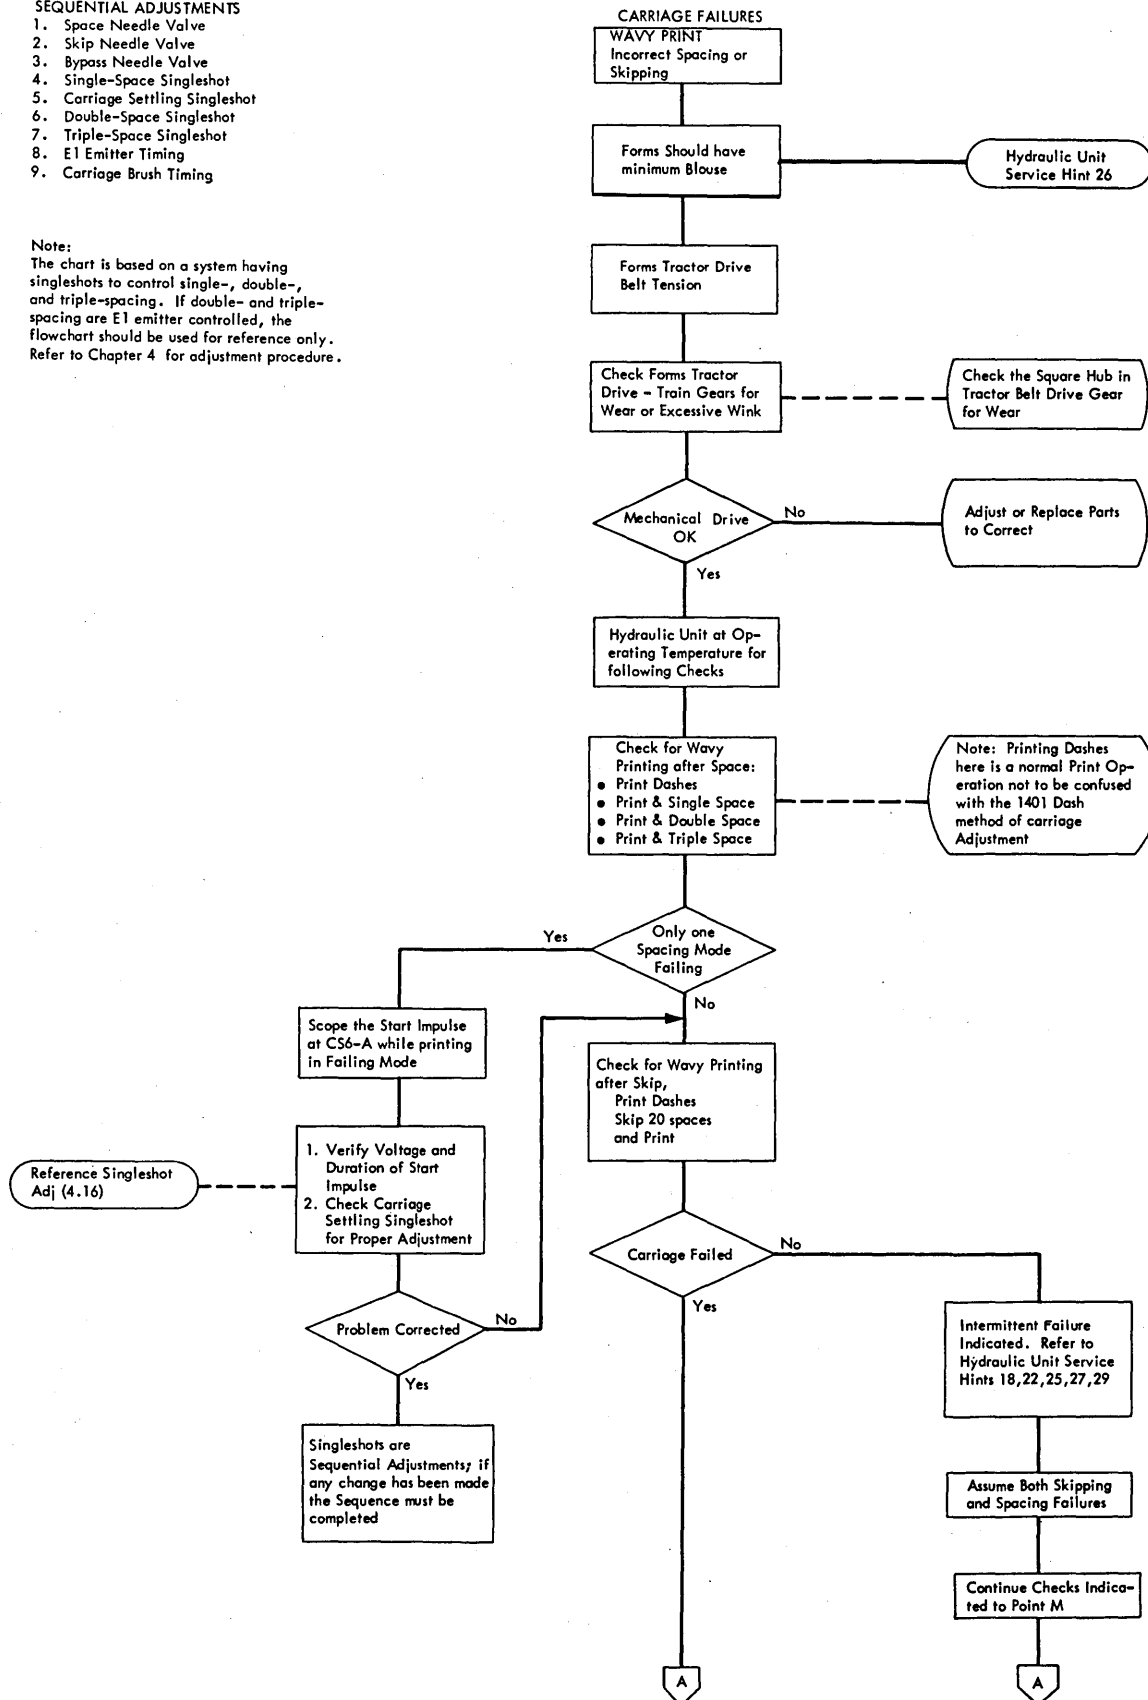 SEQUENTIAL ADJUSTMENTS
1. Space Needle Valve
2. Skip Needle Valve
3. Bypass Needle Valve
4. Single-Space Singleshot
5. Carriage Settling Singleshot
6. Double-Space Singleshot
7. Triple-Space Singleshot
8. E1 Emitter Timing
9. Carriage Brush Timing
Note:
The chart is based on a system having
singleshots to control single-, double-,
and triple-spacing. If double- and triple-
spacing are E1 emitter controlled, the
flowchart should be used for reference only.
Refer to Chapter 4 for adjustment procedure.
CARRIAGE FAILURES
WAVY PRINT
Incorrect Spacing or
Skipping
Forms Should have
minimum Blouse
Hydraulic Unit
Service Hint 26
Forms Tractor Drive
Belt Tension
Check Forms Tractor
Drive - Train Gears for
Wear or Excessive Wink
Check the Square Hub in
Tractor Belt Drive Gear
for Wear
Mechanical Drive
OK
No
Adjust or Replace Parts
to Correct
Yes
Hydraulic Unit at Op-
erating Temperature for
following Checks
Check for Wavy
Printing after Space:
● Print Dashes
● Print & Single Space
● Print & Double Space
● Print & Triple Space
Note: Printing Dashes
here is a normal Print Op-
eration not to be confused
with the 1401 Dash
method of carriage
Adjustment
Only one
Spacing Mode
Failing
Yes
No
Scope the Start Impulse
at CS6-A while printing
in Failing Mode
Check for Wavy Printing
after Skip,
Print Dashes
Skip 20 spaces
and Print
1. Verify Voltage and
Duration of Start
Impulse
2. Check Carriage
Settling Singleshot
for Proper Adjustment
Reference Singleshot
Adj (4.16)
Carriage Failed
No
Yes
Problem Corrected
No
Yes
Intermittent Failure
Indicated. Refer to
Hydraulic Unit Service
Hints 18,22,25,27,29
Singleshots are
Sequential Adjustments; if
any change has been made
the Sequence must be
completed
Assume Both Skipping
and Spacing Failures
Continue Checks Indica-
ted to Point M
A
A